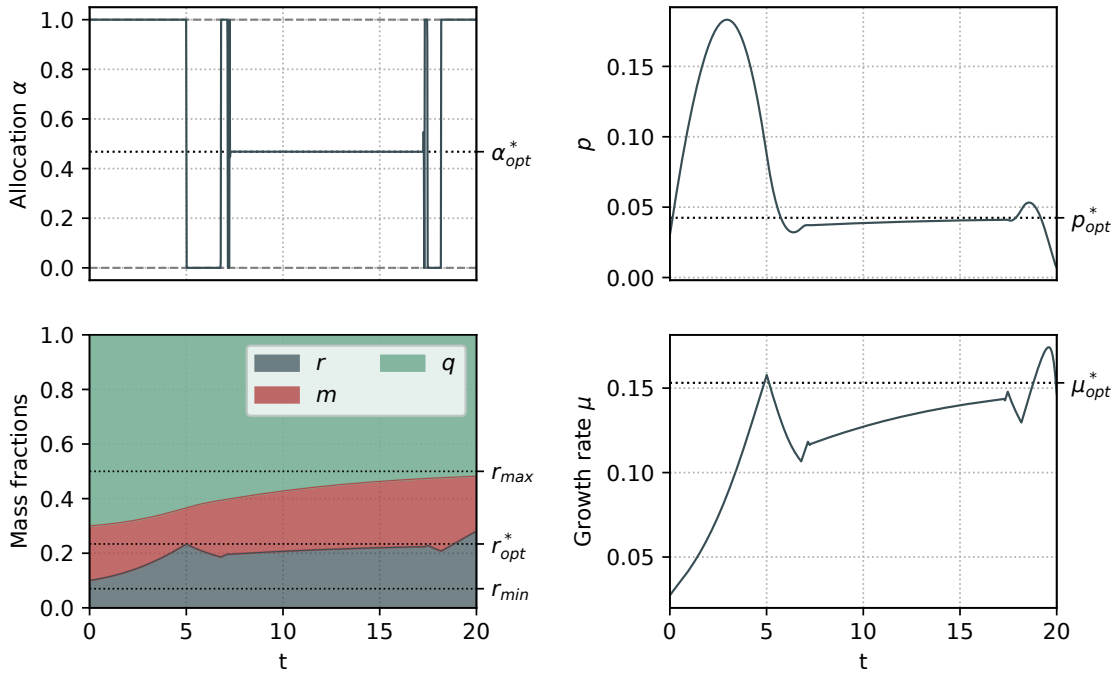 Allocation α
1.0
0.8
0.6
0.4
0.2
0.0
α*opt
p
0.15
0.10
0.05
0.00
p*opt
Mass fractions
1.0
0.8
0.6
0.4
0.2
0.0
r
m
q
rmax
r*opt
rmin
0 5 10 15 20
t
Growth rate μ
0.15
0.10
0.05
μ*opt
0 5 10 15 20
t